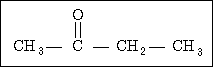 O
CH₃— C — CH₂— CH₃